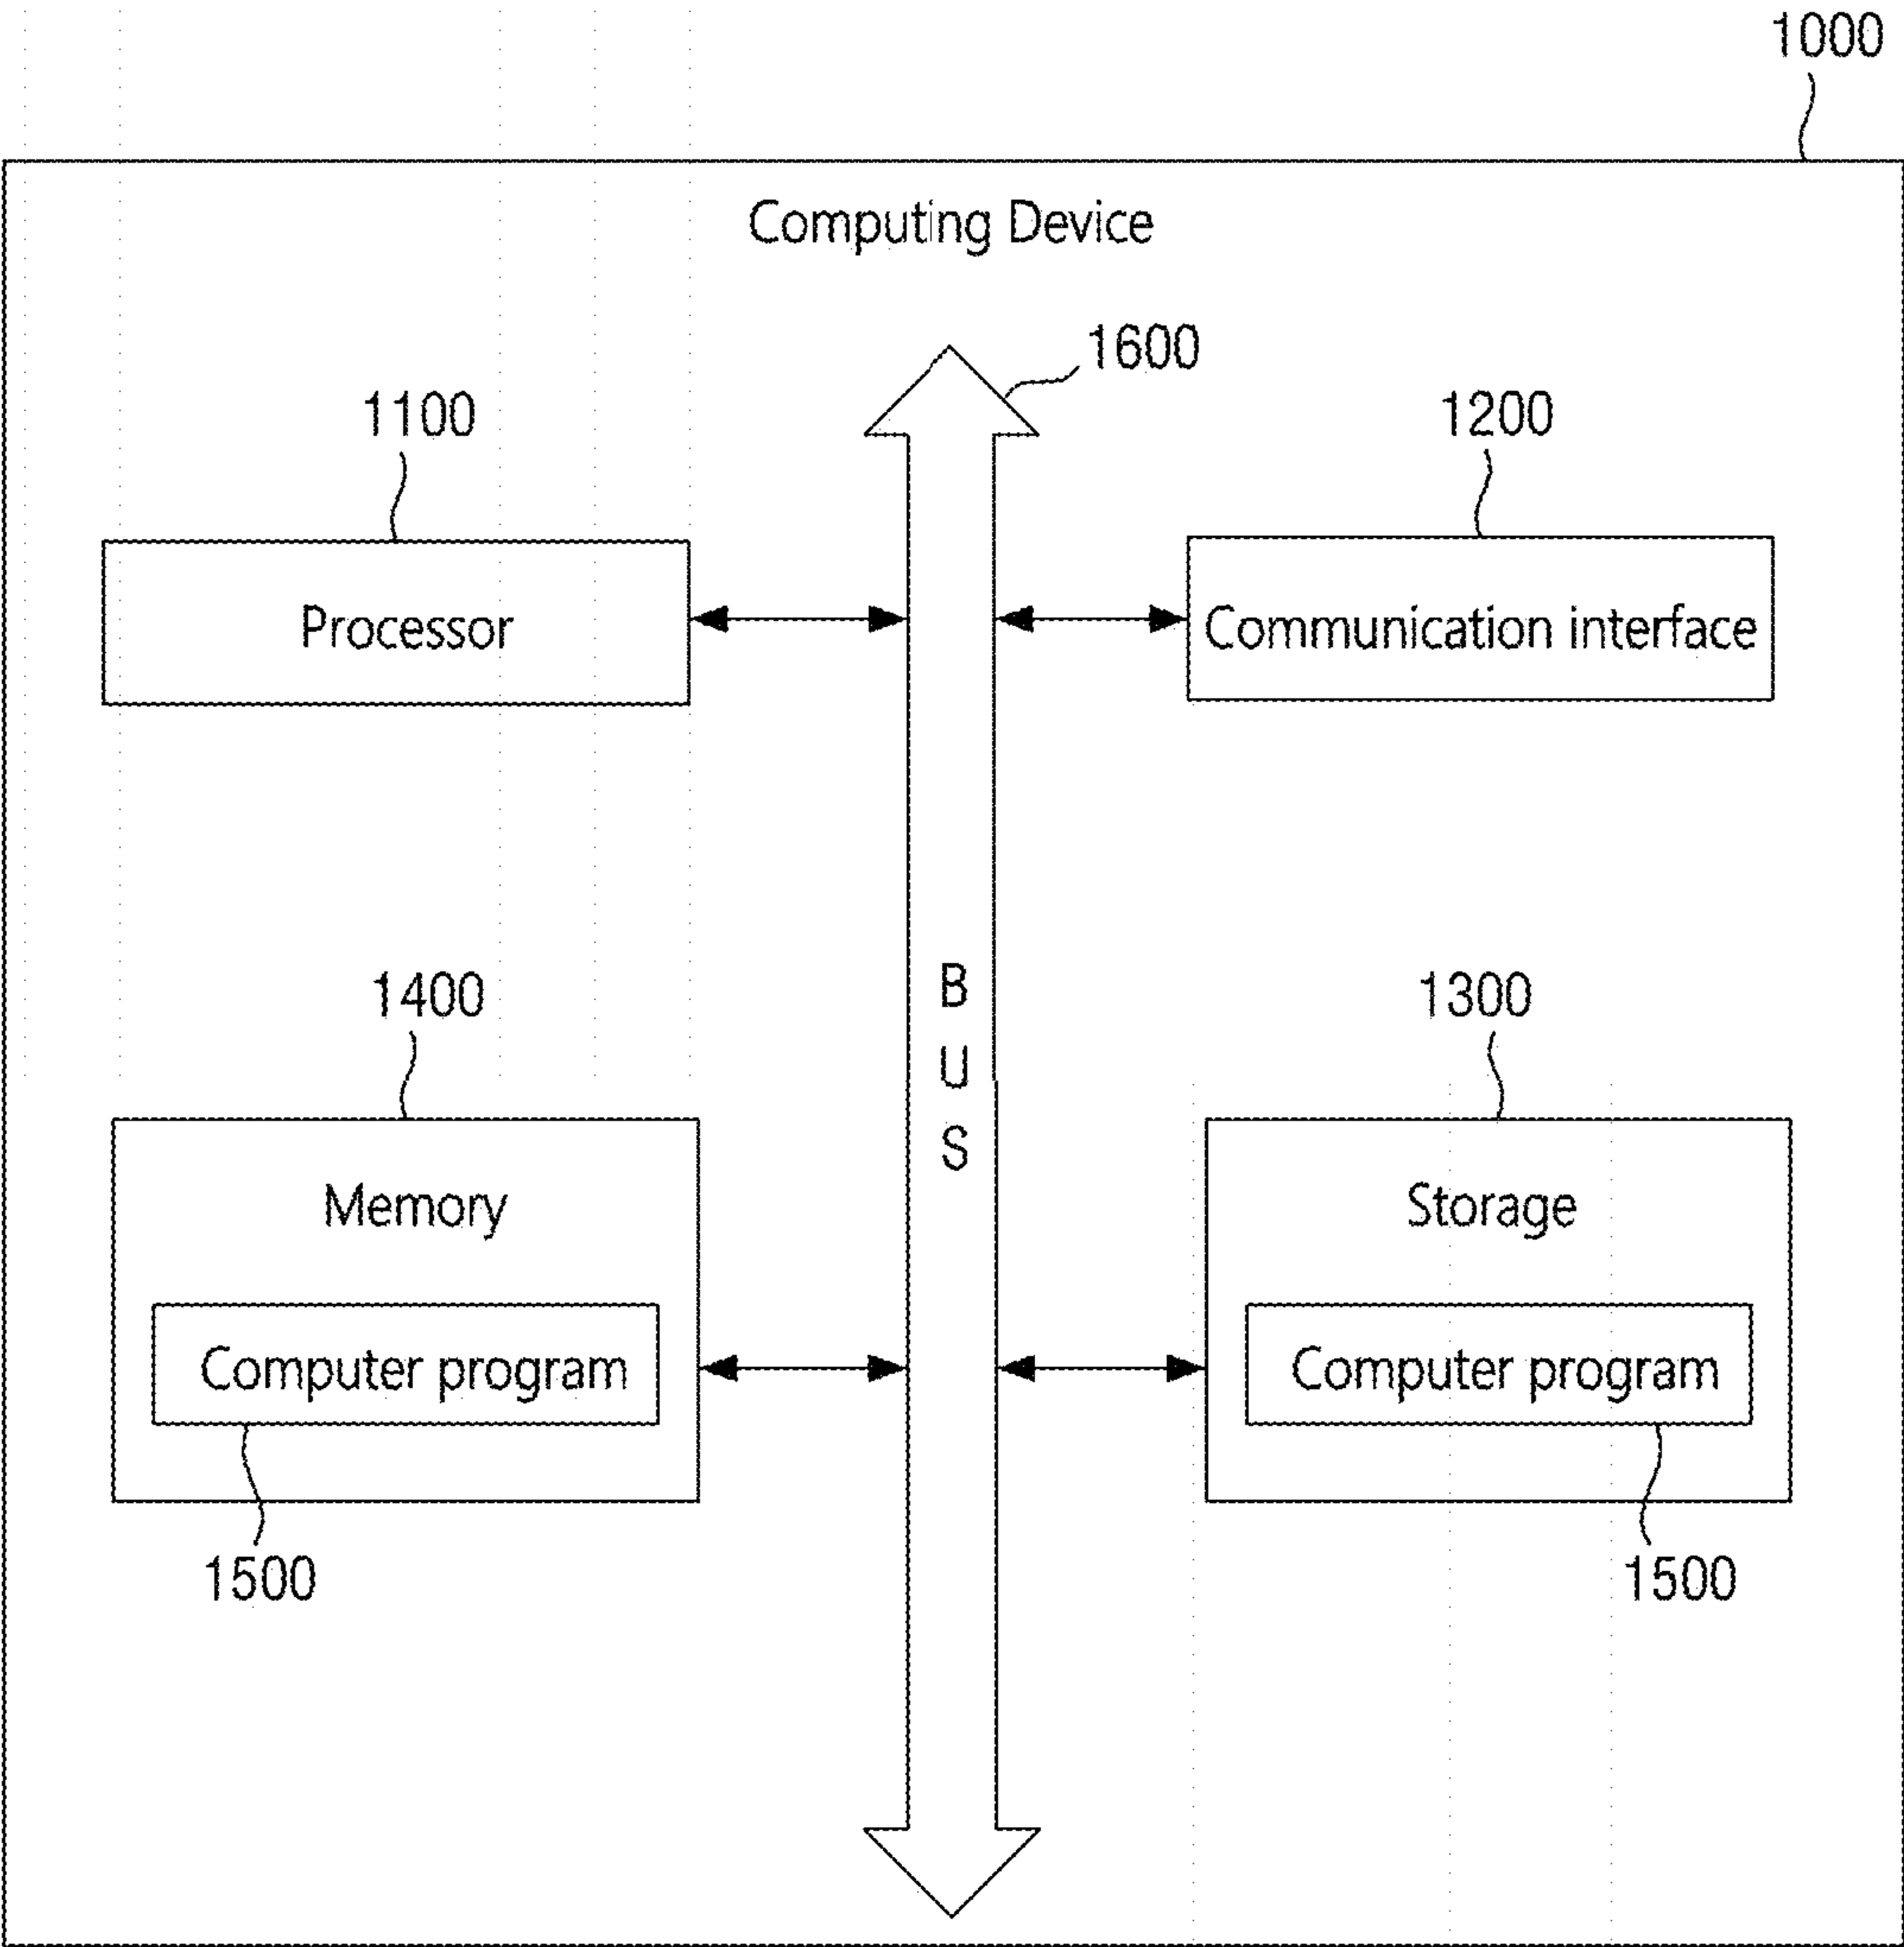 1000
Computing Device
1600
1100
1200
Processor
Communication interface
B
U
S
1400
1300
Memory
Storage
Computer program
Computer program
1500
1500